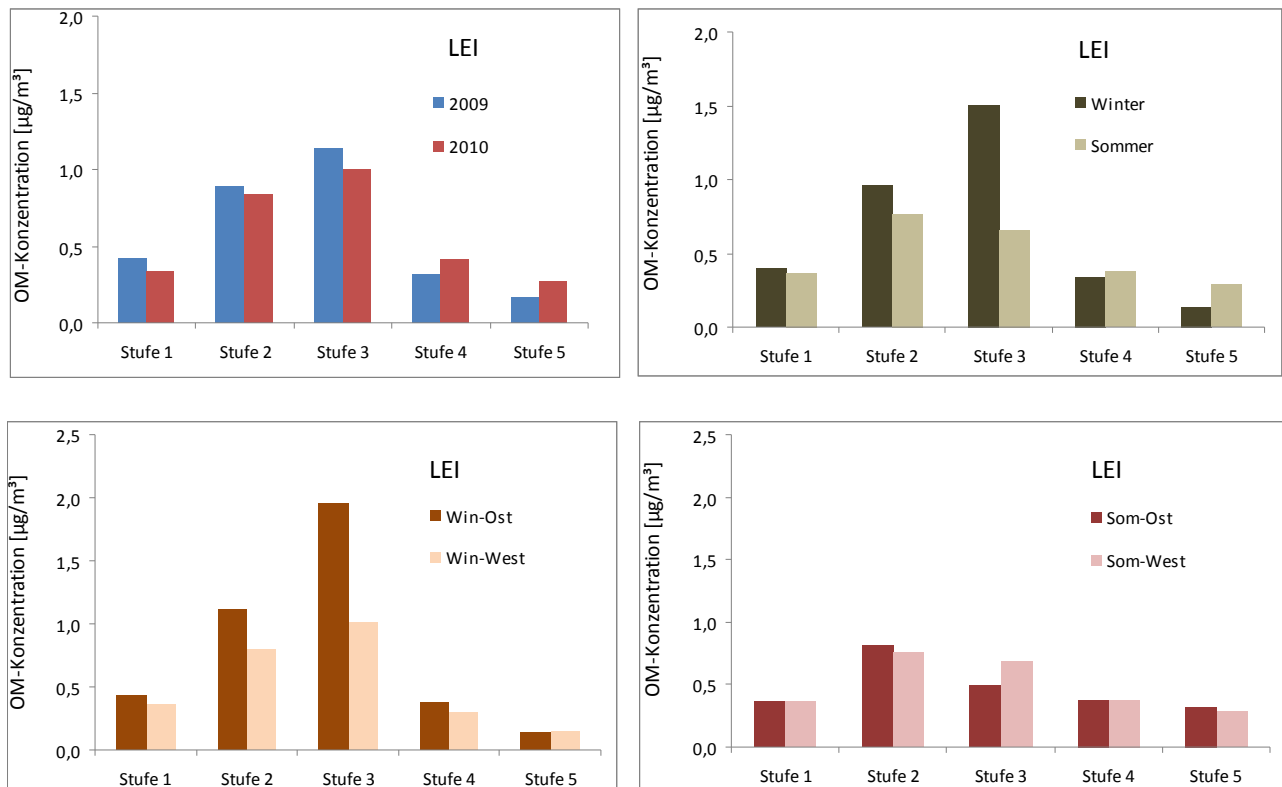 OM-Konzentration [µg/m³]
2,0
1,5
1,0
0,5
0,0
LEI
2009
2010
Stufe 1 Stufe 2 Stufe 3 Stufe 4 Stufe 5
OM-Konzentration [µg/m³]
2,0
1,5
1,0
0,5
0,0
LEI
Winter
Sommer
Stufe 1 Stufe 2 Stufe 3 Stufe 4 Stufe 5
OM-Konzentration [µg/m³]
2,5
2,0
1,5
1,0
0,5
0,0
LEI
Win-Ost
Win-West
Stufe 1 Stufe 2 Stufe 3 Stufe 4 Stufe 5
OM-Konzentration [µg/m³]
2,5
2,0
1,5
1,0
0,5
0,0
LEI
Som-Ost
Som-West
Stufe 1 Stufe 2 Stufe 3 Stufe 4 Stufe 5